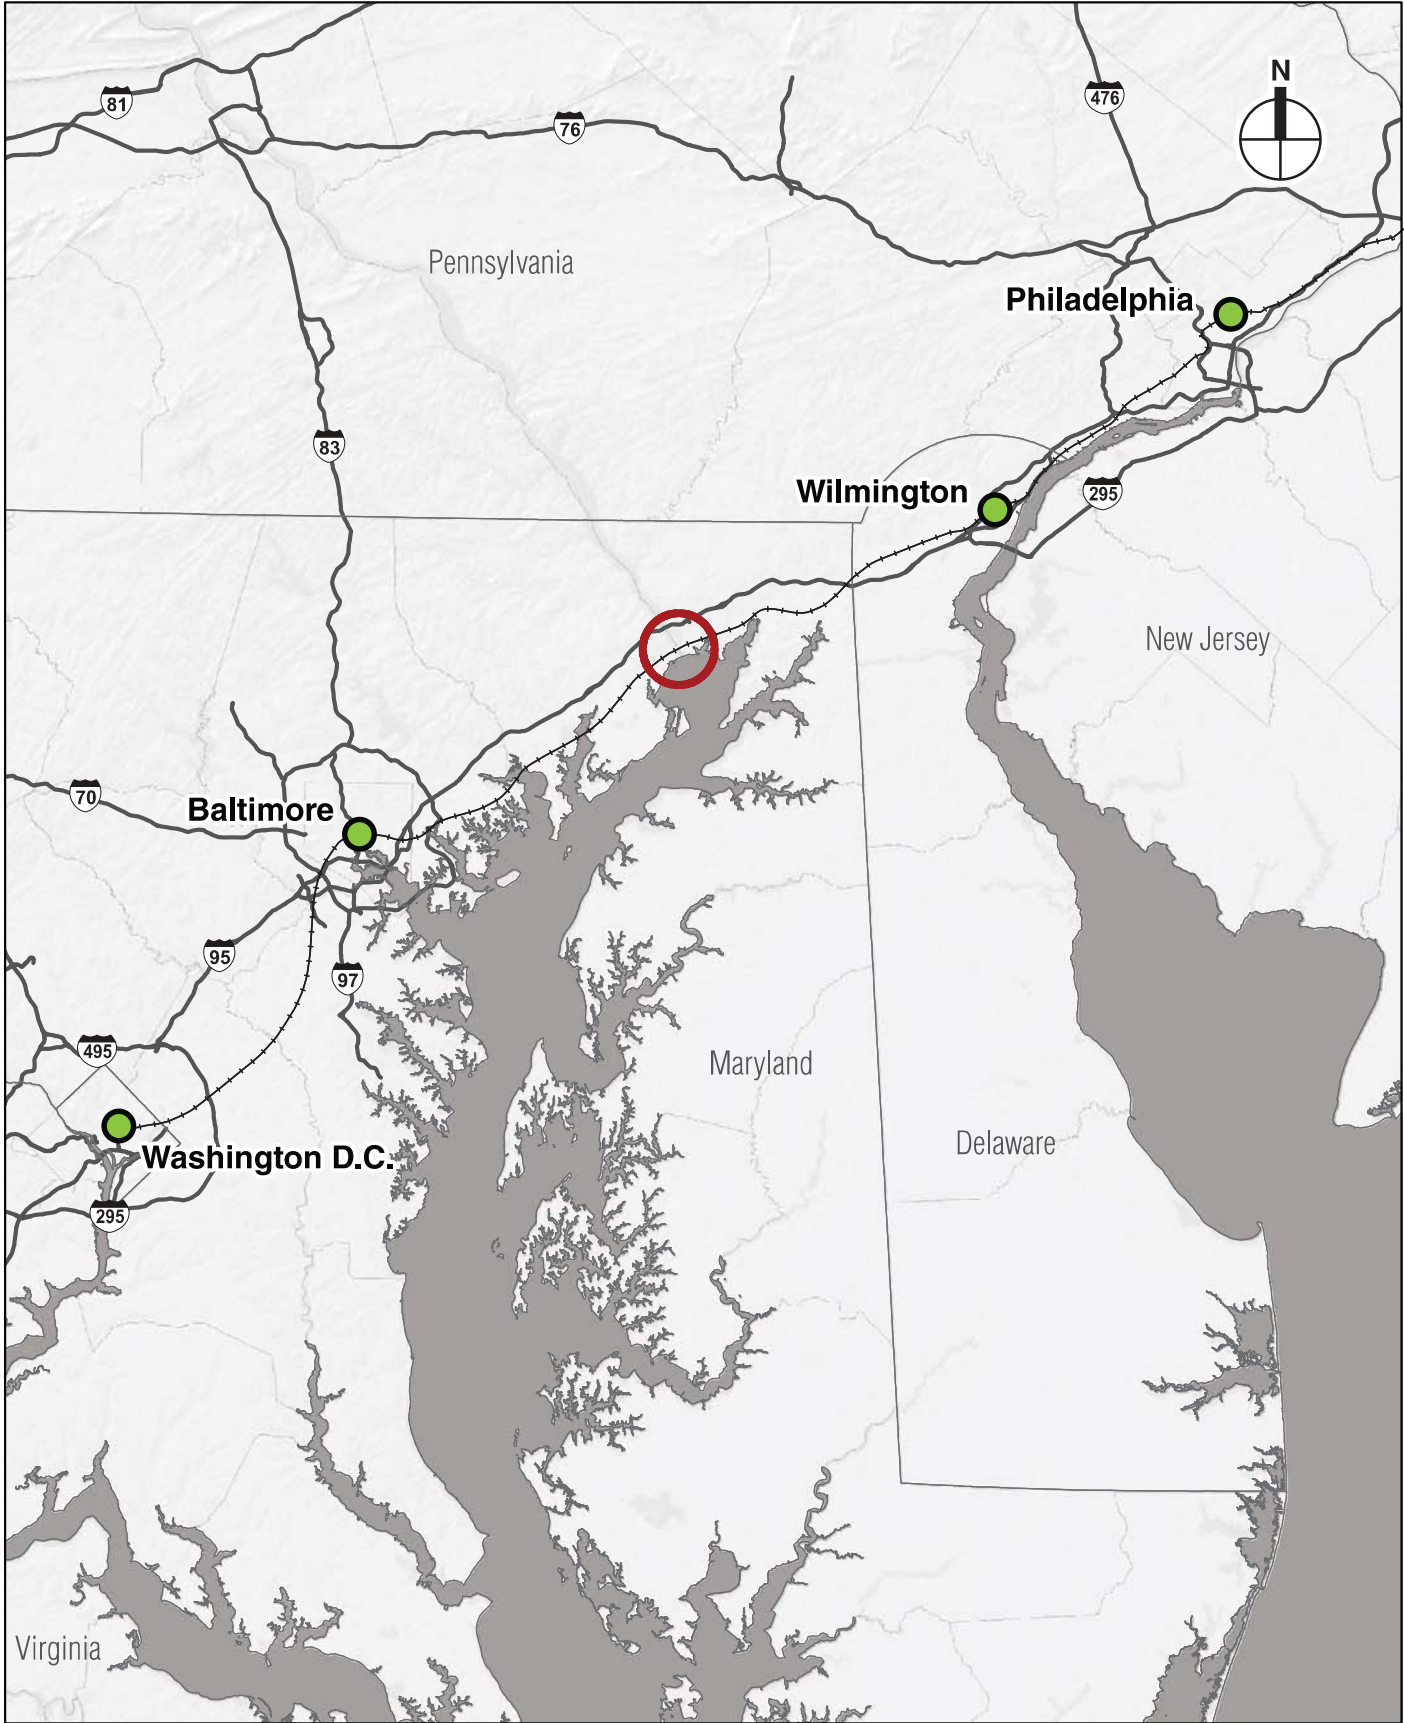 N
81
476
76
Pennsylvania
Philadelphia
83
Wilmington
295
New Jersey
70
Baltimore
95
97
495
Maryland
Delaware
Washington D.C.
295
Virginia